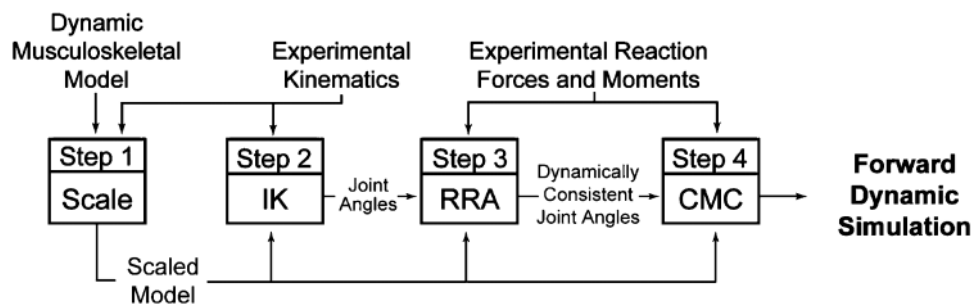 Dynamic
Musculoskeletal
Model
Experimental
Kinematics
Experimental Reaction
Forces and Moments
Step 1
Scale
Step 2
IK
Joint
Angles
Step 3
RRA
Dynamically
Consistent
Joint Angles
Step 4
CMC
Forward
Dynamic
Simulation
Scaled
Model